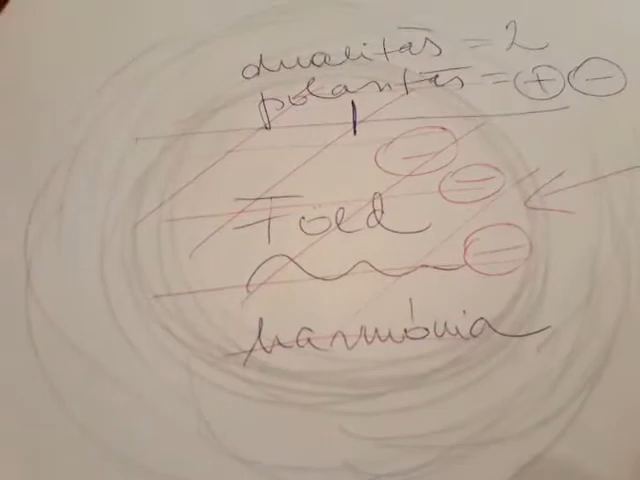 dualitás = 2
polaritás = + -
-
-
Föld
-
harmónia